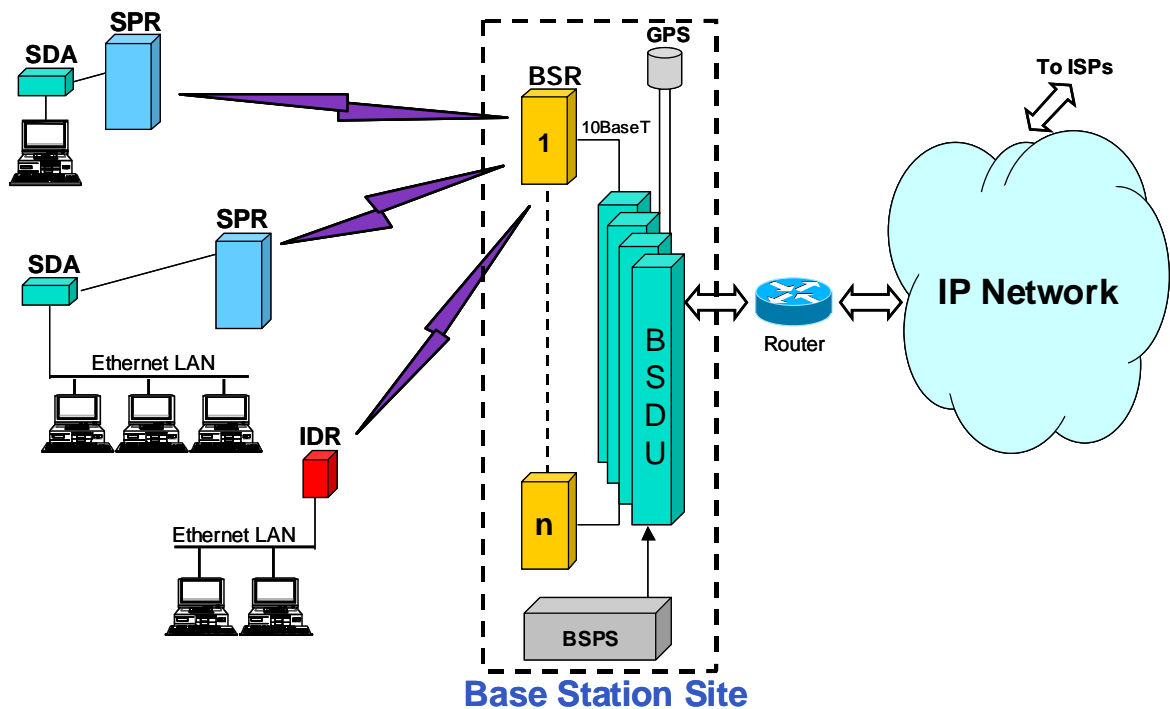 SPR
SDA
BSR
GPS
To ISPs
1
10BaseT
SPR
SDA
Ethernet LAN
IDR
Ethernet LAN
n
BSDU
BSPS
Router
IP Network
Base Station Site